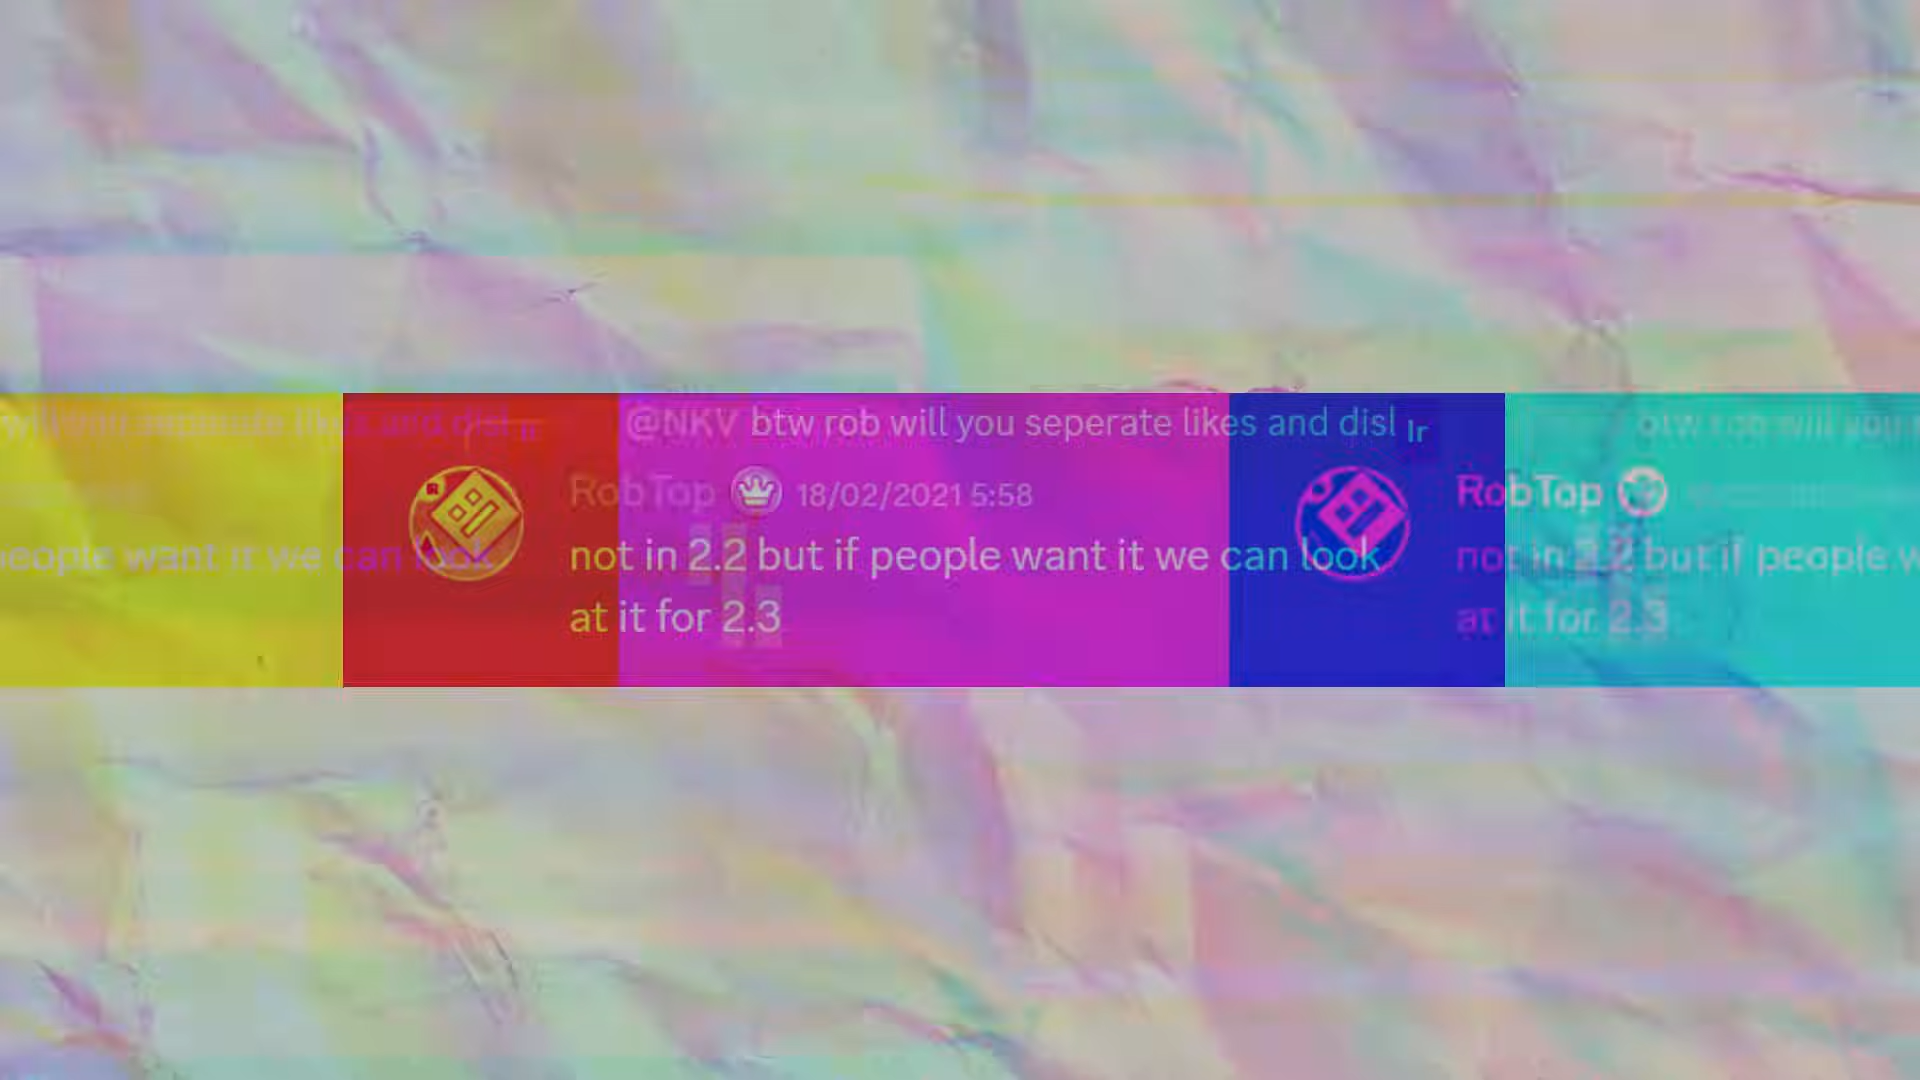 @NKV btw rob will you seperate likes and disl
RobTop 18/02/2021 5:58
not in 2.2 but if people want it we can look
at it for 2.3